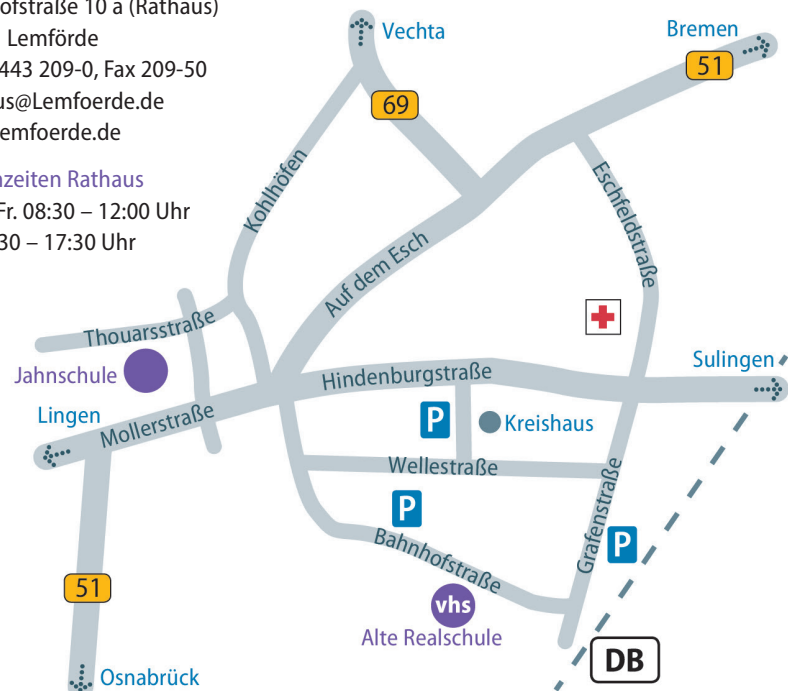 ofstraße 10 a (Rathaus)
Lemförde
443 209-0, Fax 209-50
us@Lemfoerde.de
emfoerde.de
nzeiten Rathaus
Fr. 08:30 – 12:00 Uhr
30 – 17:30 Uhr
Vechta
Bremen
51
69
Kohlhöfen
Eschfeldstraße
Auf dem Esch
Thouarsstraße
Jahnschule
Sulingen
Hindenburgstraße
Lingen
Mollerstraße
P
Kreishaus
Wellestraße
P
Grafenstraße
P
Bahnhofstraße
51
vhs
Alte Realschule
DB
Osnabrück